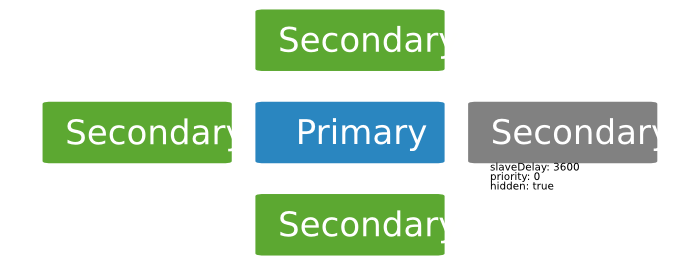 Secondary
Secondary
Primary
Secondary
slaveDelay: 3600
priority: 0
hidden: true
Secondary